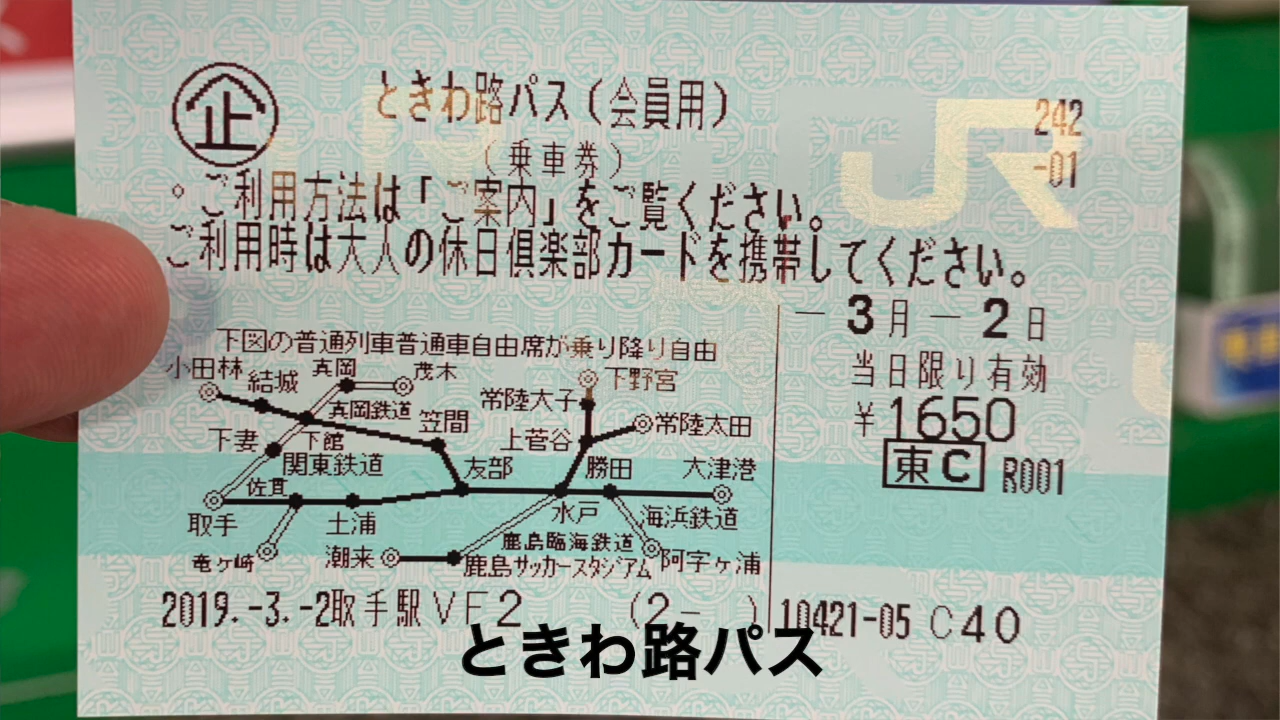 企
ときわ路パス(会員用)
(乗車券)
JR
242
-01
。ご利用方法は「ご案内」をご覧ください。
ご利用時は大人の休日倶楽部カードを携帯してください。
-3月-2日
当日限り有効
¥1650
東C R001
下図の普通列車普通車自由席が乗り降り自由
小田林
結城
真岡
茂木
真岡鉄道
下館
笠間
常陸大子
下野宮
上菅谷
常陸太田
下妻
関東鉄道
友部
勝田
大津港
佐貫
取手
土浦
水戸
海浜鉄道
竜ヶ崎
潮来
鹿島臨海鉄道
鹿島サッカースタジアム
阿字ヶ浦
2019.-3.-2取手駅VF2 (2- ) 10421-05 C40
ときわ路パス